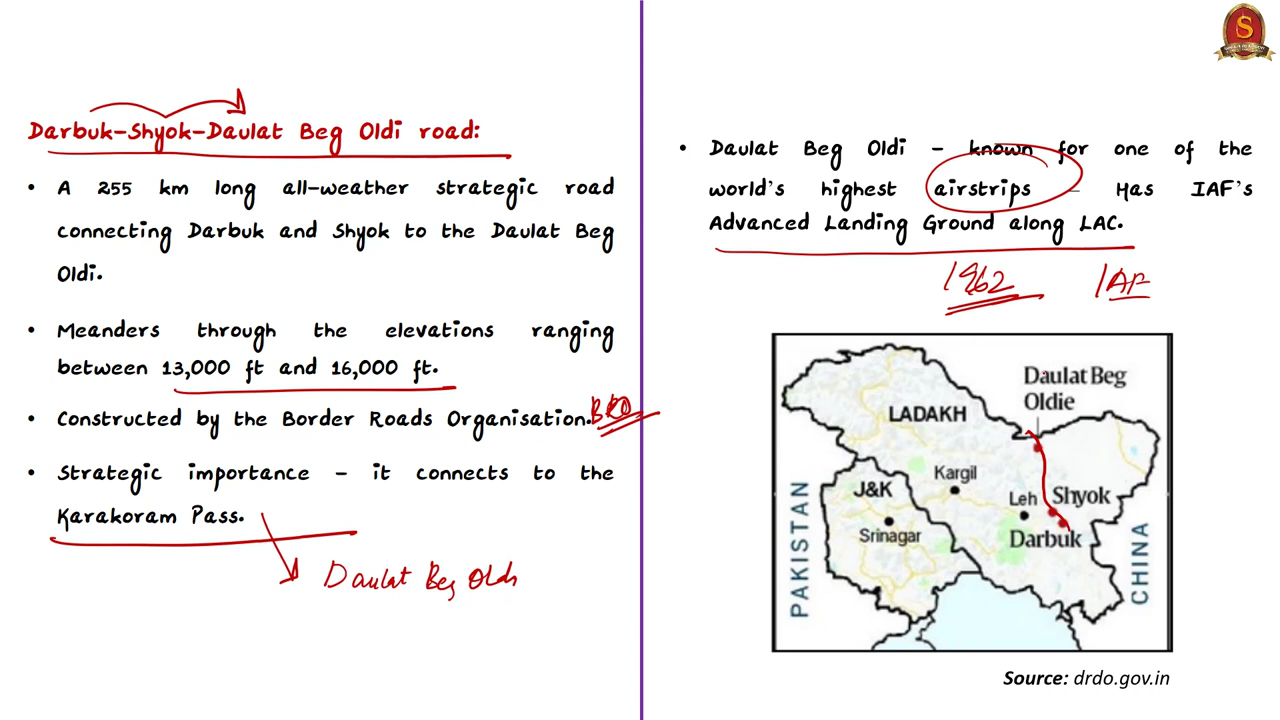 Darbuk-Shyok-Daulat Beg Oldi road:
• A 255 km long all-weather strategic road
connecting Darbuk and Shyok to the Daulat Beg
Oldi.
• Meanders through the elevations ranging
between 13,000 ft and 16,000 ft.
• Constructed by the Border Roads Organisation.
BRO
• Strategic importance – it connects to the
Karakoram Pass.
Daulat Beg Oldi
• Daulat Beg Oldi – known for one of the
world's highest airstrips – Has IAF's
Advanced Landing Ground along LAC.
1962
IAF
Daulat Beg
Oldie
LADAKH
Kargil
J&K
Leh
Shyok
Srinagar
Darbuk
PAKISTAN
CHINA
Source: drdo.gov.in
S